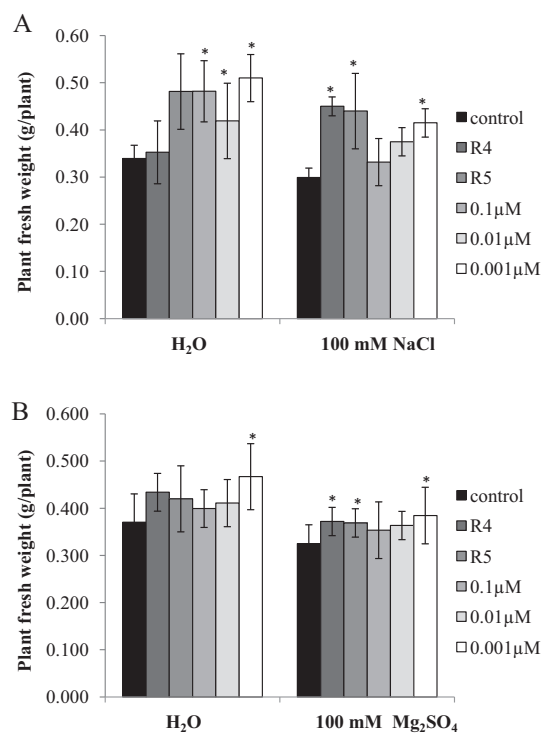 A
0.60
0.50
0.40
0.30
0.20
0.10
0.00
Plant fresh weight (g/plant)
* * *
* * *
H₂O
100 mM NaCl
control
R4
R5
0.1µM
0.01µM
0.001µM
B
0.600
0.500
0.400
0.300
0.200
0.100
0.000
Plant fresh weight (g/plant)
*
* * *
H₂O
100 mM Mg₂SO₄
control
R4
R5
0.1µM
0.01µM
0.001µM